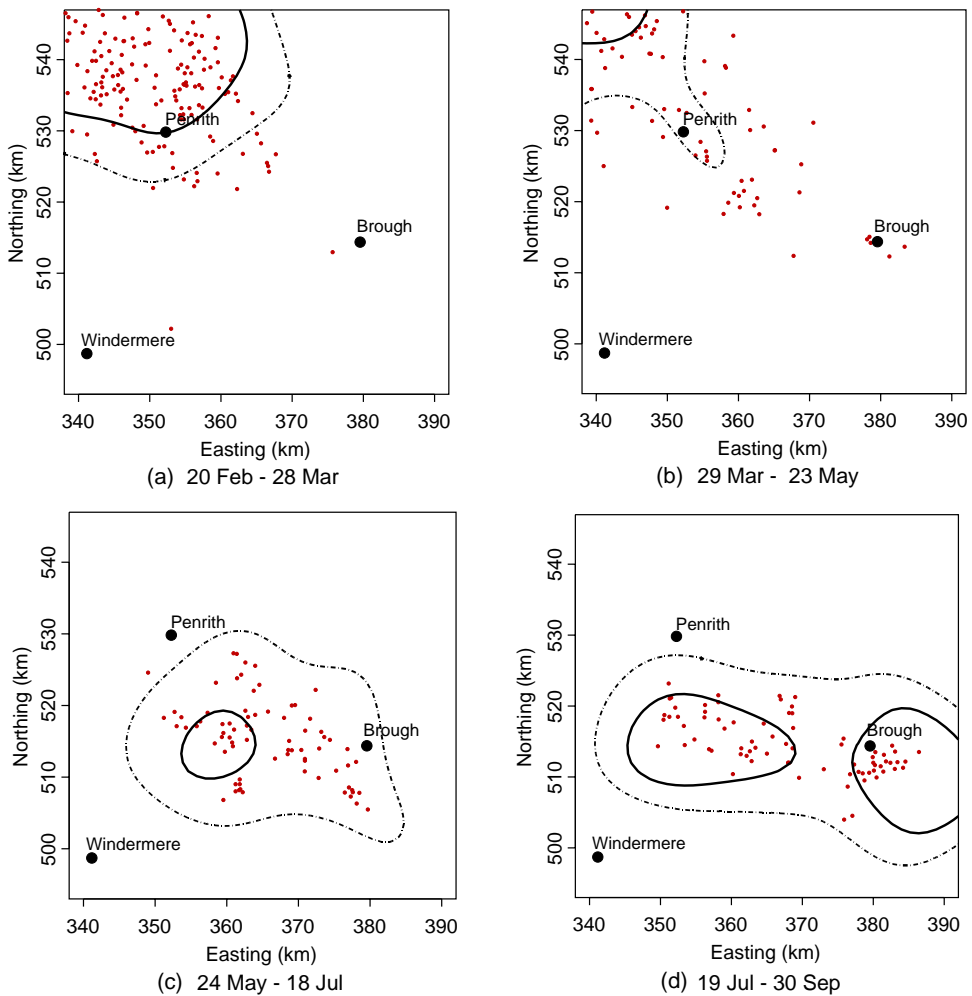 Northing (km)
540
530
520
510
500
Penrith
Brough
Windermere
340 350 360 370 380 390
Easting (km)
(a) 20 Feb - 28 Mar
Northing (km)
540
530
520
510
500
Penrith
Brough
Windermere
340 350 360 370 380 390
Easting (km)
(b) 29 Mar - 23 May
Northing (km)
540
530
520
510
500
Penrith
Brough
Windermere
340 350 360 370 380 390
Easting (km)
(c) 24 May - 18 Jul
Northing (km)
540
530
520
510
500
Penrith
Brough
Windermere
340 350 360 370 380 390
Easting (km)
(d) 19 Jul - 30 Sep